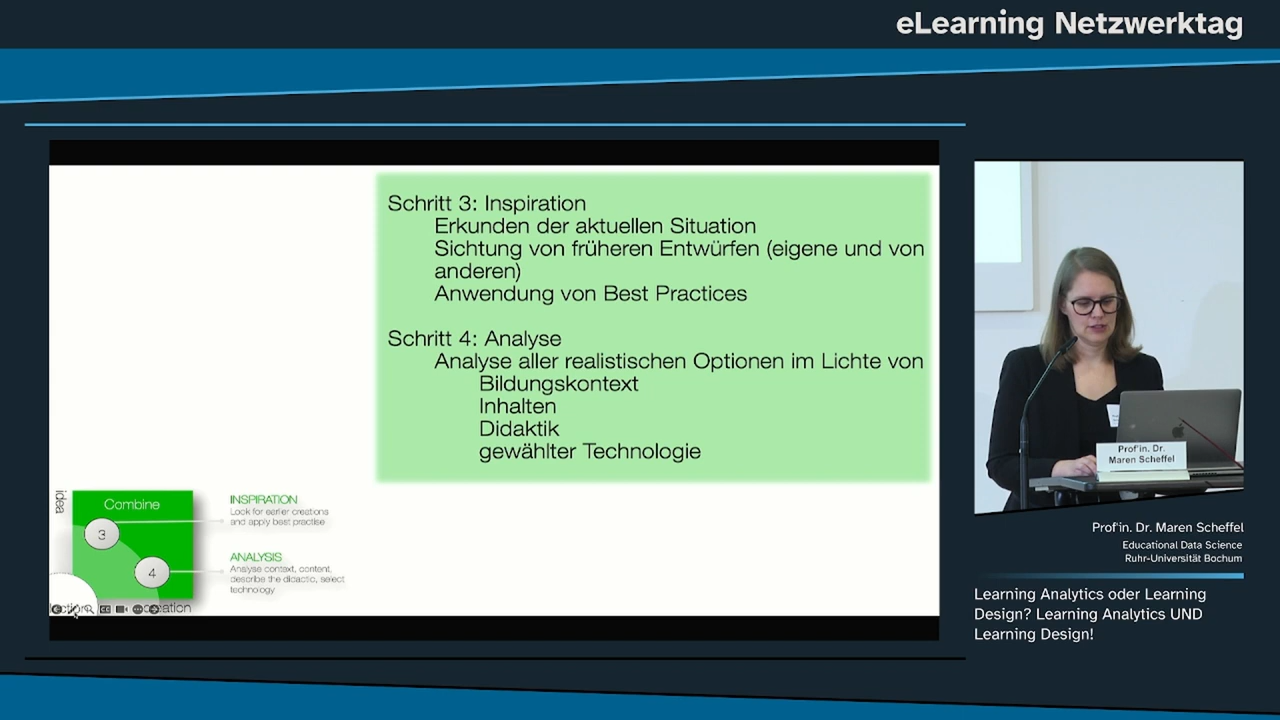 eLearning Netzwerktag
Schritt 3: Inspiration
Erkunden der aktuellen Situation
Sichtung von früheren Entwürfen (eigene und von
anderen)
Anwendung von Best Practices
Schritt 4: Analyse
Analyse aller realistischen Optionen im Lichte von
Bildungskontext
Inhalten
Didaktik
gewählter Technologie
idea
Combine
3
4
INSPIRATION
Look for earlier creations
and apply best practise
ANALYSIS
Analyse context, content,
describe the didactic, select
technology
Prof'in. Dr.
Maren Scheffel
Prof'in. Dr. Maren Scheffel
Educational Data Science
Ruhr-Universität Bochum
Learning Analytics oder Learning
Design? Learning Analytics UND
Learning Design!